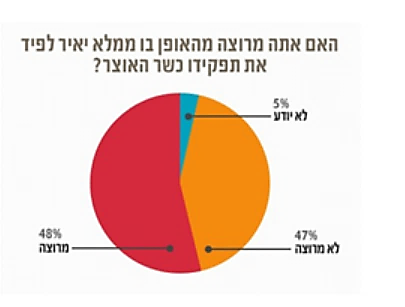 האם אתה מרוצה מהאופן בו ממלא יאיר לפיד
את תפקידו כשר האוצר?
5%
לא יודע
48%
מרוצה
47%
לא מרוצה